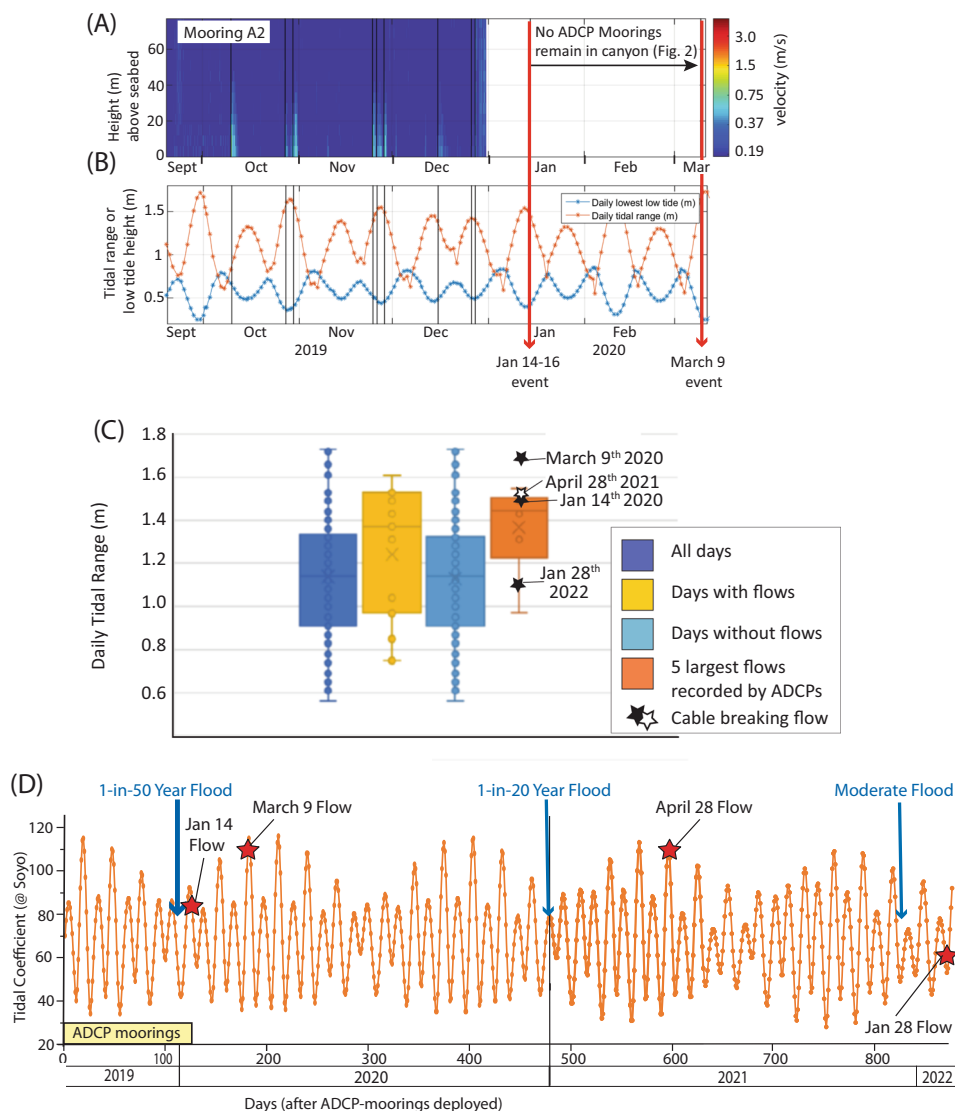 (A)
Mooring A2
No ADCP Moorings
remain in canyon (Fig. 2)
Height (m)
above seabed
60
40
20
0
Sept
Oct
Nov
Dec
Jan
Feb
Mar
3.0
1.5
0.75
0.37
0.19
velocity (m/s)
(B)
Tidal range or
low tide height (m)
1.5
1
0.5
Daily lowest low tide (m)
Daily tidal range (m)
Sept
Oct
Nov
Dec
Jan
Feb
2019
2020
Jan 14-16
event
March 9
event
(C)
Daily Tidal Range (m)
1.8
1.6
1.4
1.2
1.0
0.8
0.6
March 9th 2020
April 28th 2021
Jan 14th 2020
Jan 28th
2022
All days
Days with flows
Days without flows
5 largest flows
recorded by ADCPs
Cable breaking flow
(D)
1-in-50 Year Flood
Jan 14
Flow
March 9 Flow
1-in-20 Year Flood
April 28 Flow
Moderate Flood
Jan 28 Flow
Tidal Coefficient (@ Soyo)
120
100
80
60
40
20
ADCP moorings
0
100
200
300
400
500
600
700
800
2019
2020
2021
2022
Days (after ADCP-moorings deployed)